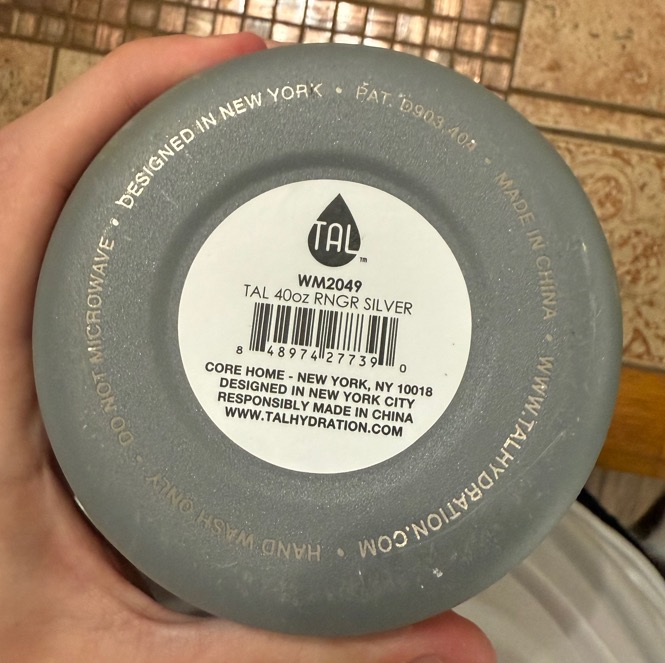 DESIGNED IN NEW YORK • PAT. D903,401 • MADE IN CHINA • WWW.TALHYDRATION.COM • HAND WASH ONLY • DO NOT MICROWAVE •
TAL™
WM2049
TAL 40oz RNGR SILVER
8 48974 27739 0
CORE HOME - NEW YORK, NY 10018
DESIGNED IN NEW YORK CITY
RESPONSIBLY MADE IN CHINA
WWW.TALHYDRATION.COM